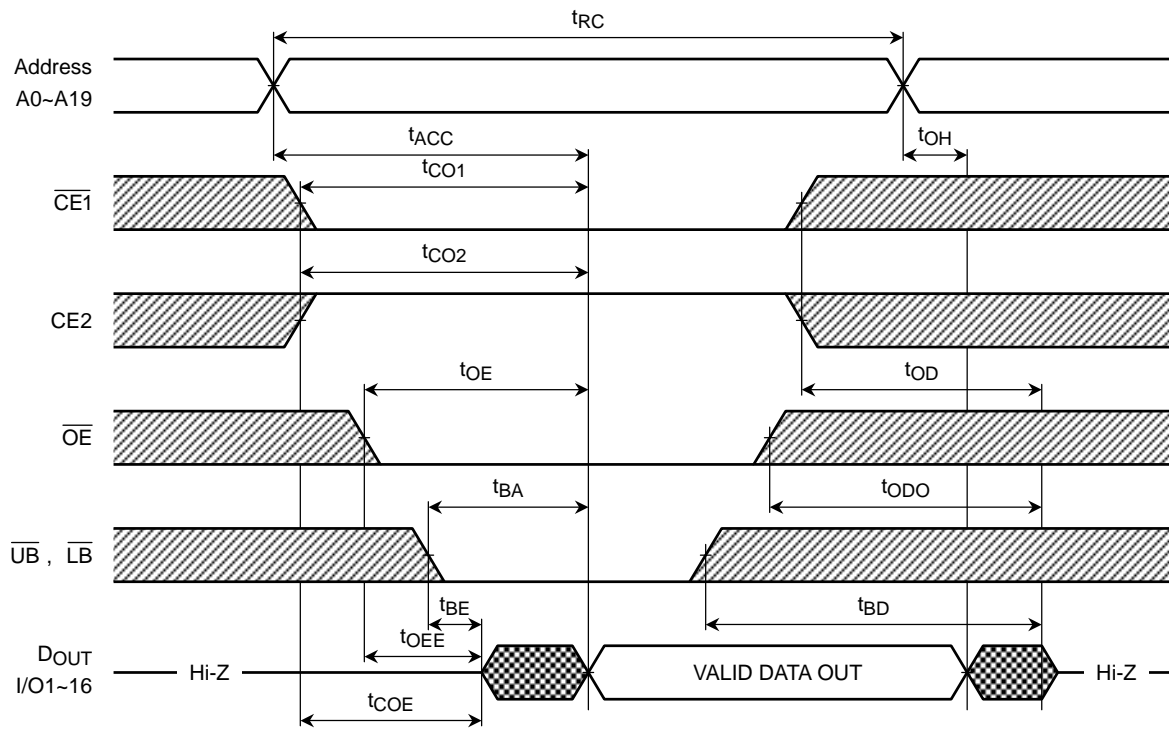 tRC
Address
A0~A19
tACC
tOH
tCO1
CE1
tCO2
CE2
tOE
tOD
OE
tBA
tODO
UB , LB
tBE
tBD
tOEE
DOUT
I/O1~16
Hi-Z
VALID DATA OUT
Hi-Z
tCOE